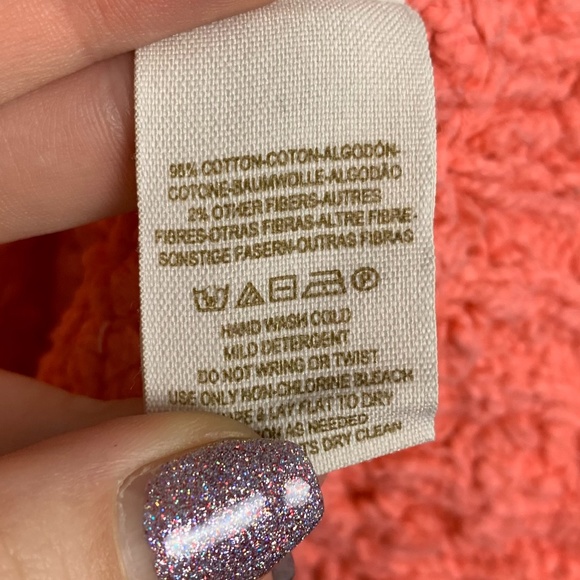 COTTON-COTON-ALGODÓN-
COTONE-BAUMWOLLE-ALGODÃO
2% OTHER FIBERS-AUTRES
FIBRES-OTRAS FIBRAS-ALTRE FIBRE-
SONSTIGE FASERN-OUTRAS FIBRAS
P
HAND WASH COLD
MILD DETERGENT
DO NOT WRING OR TWIST
USE ONLY NON-CHLORINE BLEACH
& LAY FLAT TO DRY
AS NEEDED
DRY CLEAN